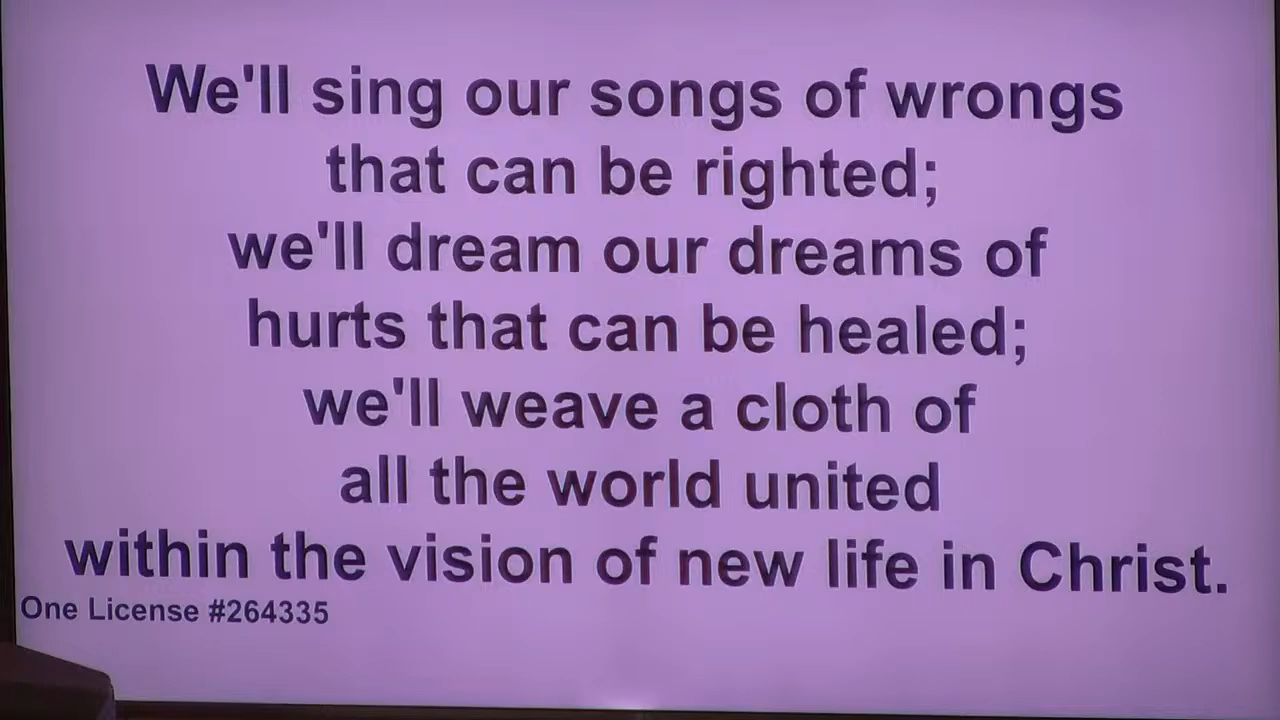 We'll sing our songs of wrongs
that can be righted;
we'll dream our dreams of
hurts that can be healed;
we'll weave a cloth of
all the world united
within the vision of new life in Christ.
One License #264335